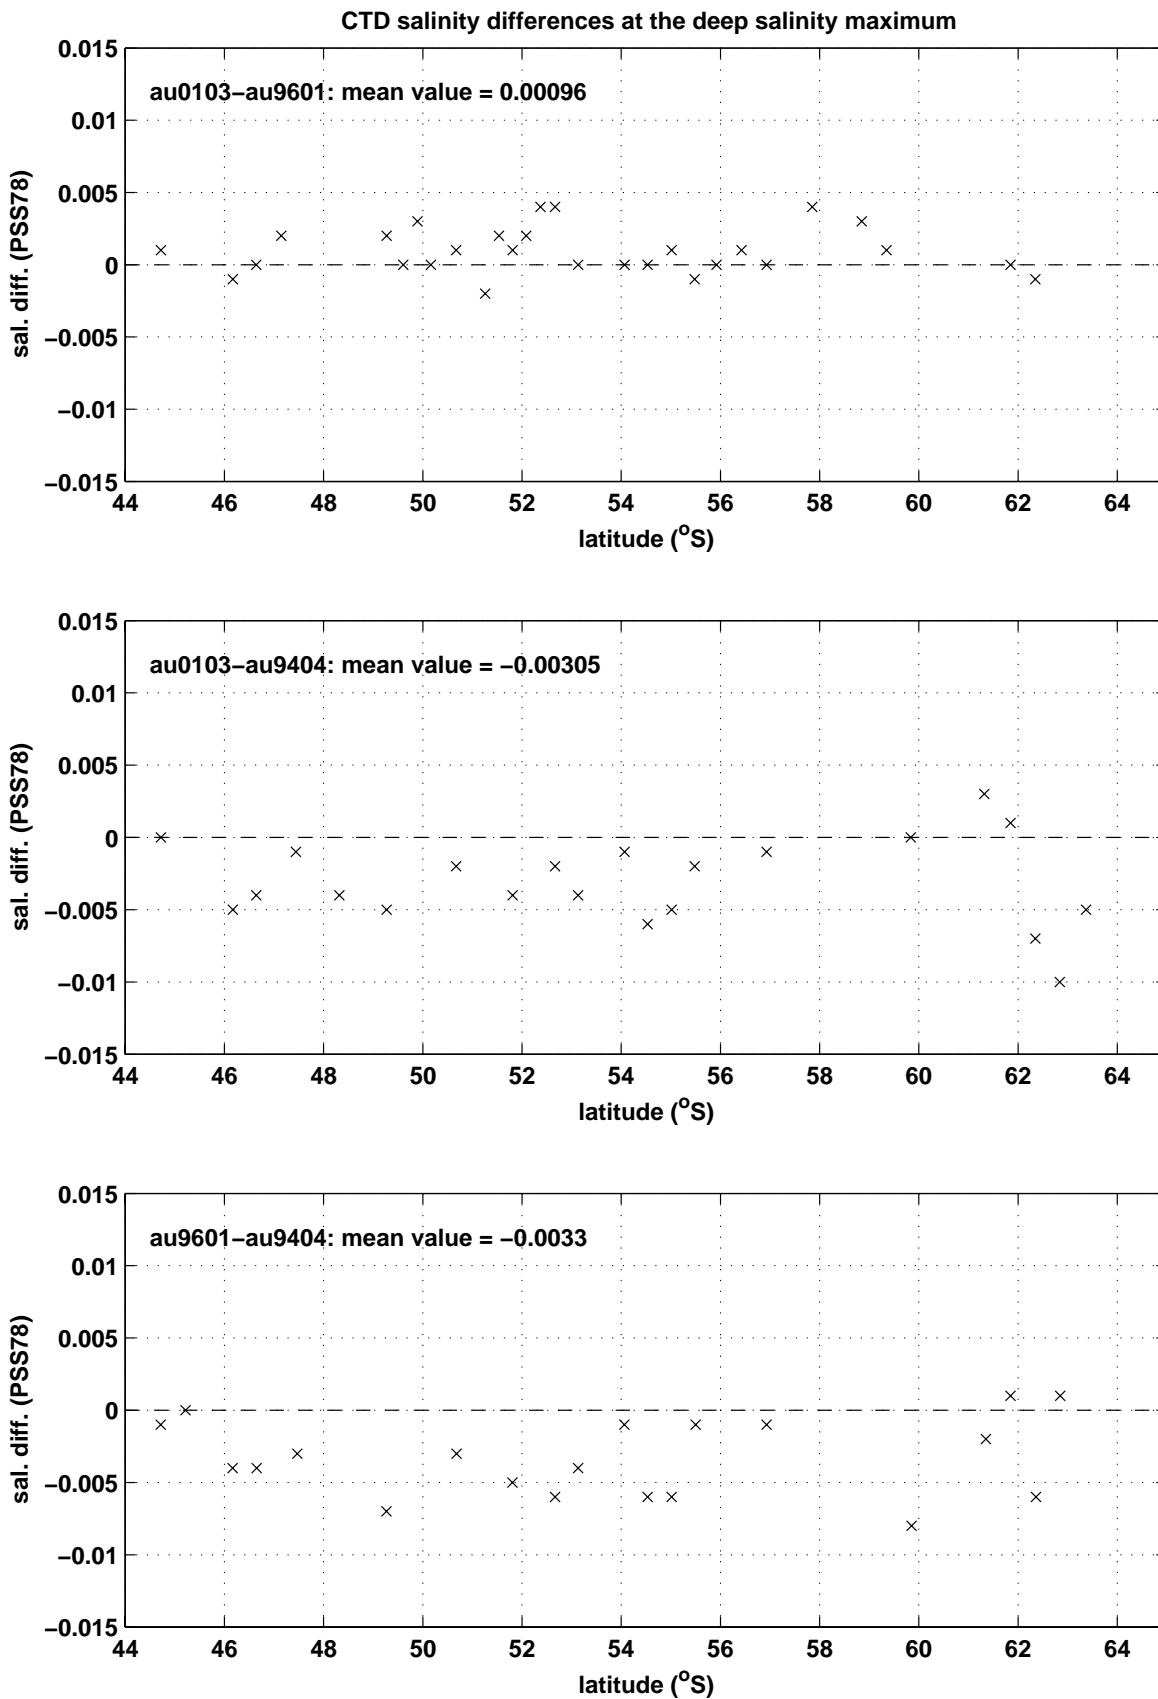 CTD salinity differences at the deep salinity maximum
0.015
au0103−au9601: mean value = 0.00096
0.01
0.005
0
−0.005
−0.01
−0.015
sal. diff. (PSS78)
44 46 48 50 52 54 56 58 60 62 64
latitude (oS)
0.015
au0103−au9404: mean value = −0.00305
0.01
0.005
0
−0.005
−0.01
−0.015
sal. diff. (PSS78)
44 46 48 50 52 54 56 58 60 62 64
latitude (oS)
0.015
au9601−au9404: mean value = −0.0033
0.01
0.005
0
−0.005
−0.01
−0.015
sal. diff. (PSS78)
44 46 48 50 52 54 56 58 60 62 64
latitude (oS)